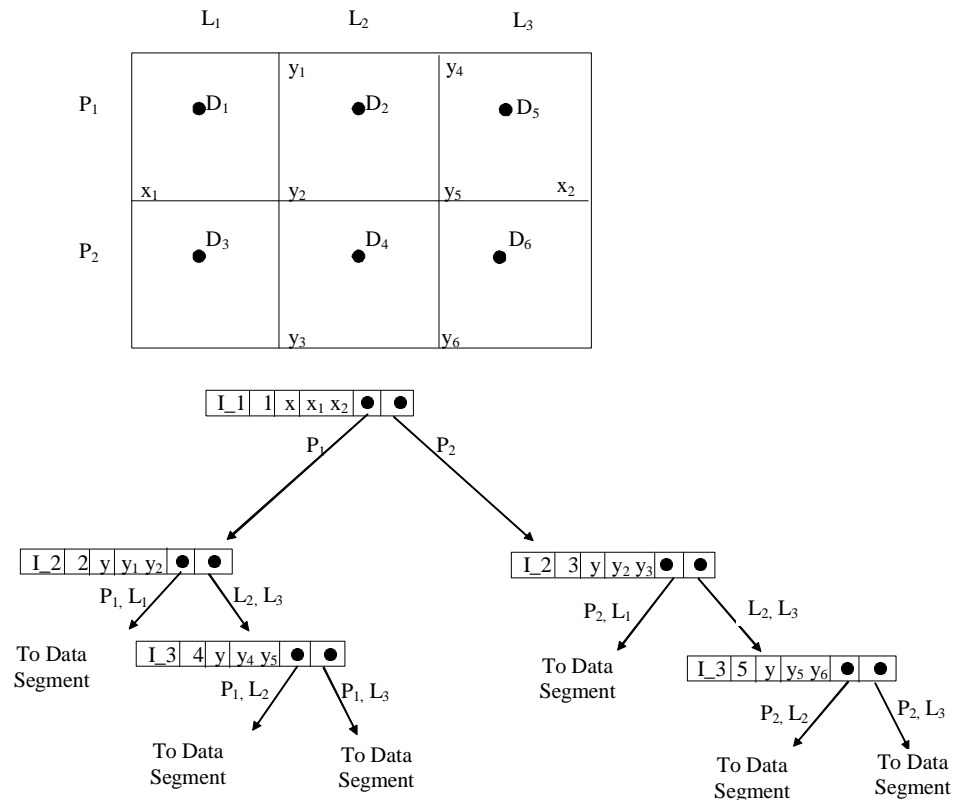 L₁ L₂ L₃
y₁ y₄
P₁ D₁ D₂ D₅
x₁ y₂ y₅ x₂
P₂ D₃ D₄ D₆
y₃ y₆
I_1 1 x x₁ x₂
P₁ P₂
I_2 2 y y₁ y₂
I_2 3 y y₂ y₃
P₁, L₁ L₂, L₃
P₂, L₁ L₂, L₃
To Data
Segment
I_3 4 y y₄ y₅
To Data
Segment
I_3 5 y y₅ y₆
P₁, L₂ P₁, L₃
P₂, L₂ P₂, L₃
To Data
Segment
To Data
Segment
To Data
Segment
To Data
Segment